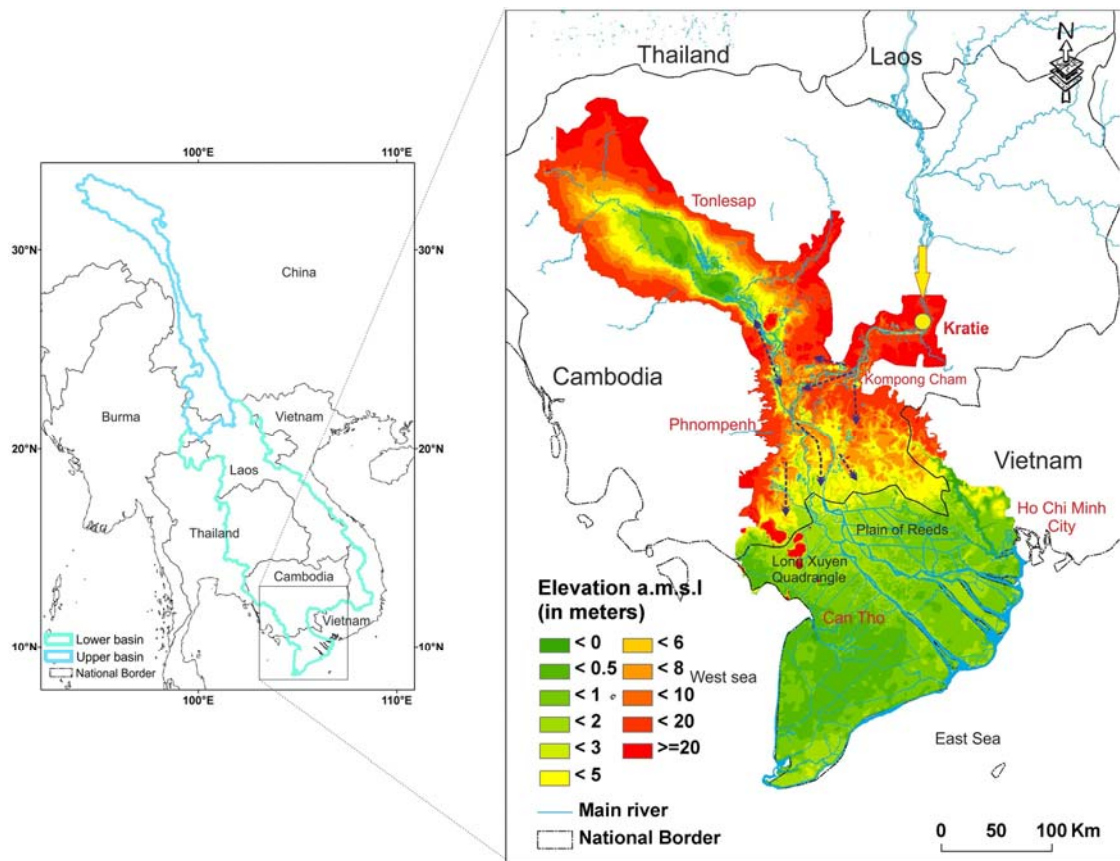 100°E
110°E
30°N
30°N
China
Burma
Vietnam
20°N
20°N
Laos
Thailand
Cambodia
Vietnam
Lower basin
Upper basin
National Border
10°N
10°N
100°E
110°E
Thailand
Laos
N
Tonlesap
Kratie
Cambodia
Kompong Cham
Phnompenh
Vietnam
Ho Chi Minh
City
Plain of Reeds
Long Xuyen
Quadrangle
Can Tho
West sea
East Sea
Elevation a.m.s.l
(in meters)
< 0
< 6
< 0.5
< 8
< 1
< 10
< 2
< 20
< 3
>=20
< 5
Main river
National Border
0 50 100 Km